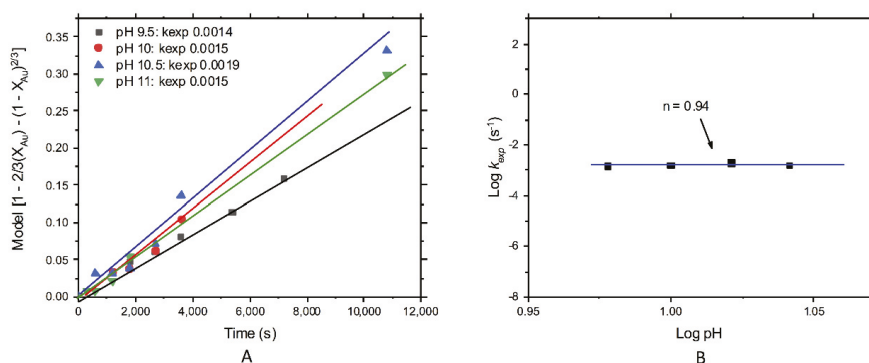 pH 9.5: kexp 0.0014
pH 10: kexp 0.0015
pH 10.5: kexp 0.0019
pH 11: kexp 0.0015
Model [1 - 2/3(X_Au) - (1 - X_Au)^2/3]
0.35
0.30
0.25
0.20
0.15
0.10
0.05
0.00
0
2,000
4,000
6,000
8,000
10,000
12,000
Time (s)
A
Log k_exp (s⁻¹)
2
0
-2
-4
-6
-8
n = 0.94
0.95
1.00
1.05
Log pH
B